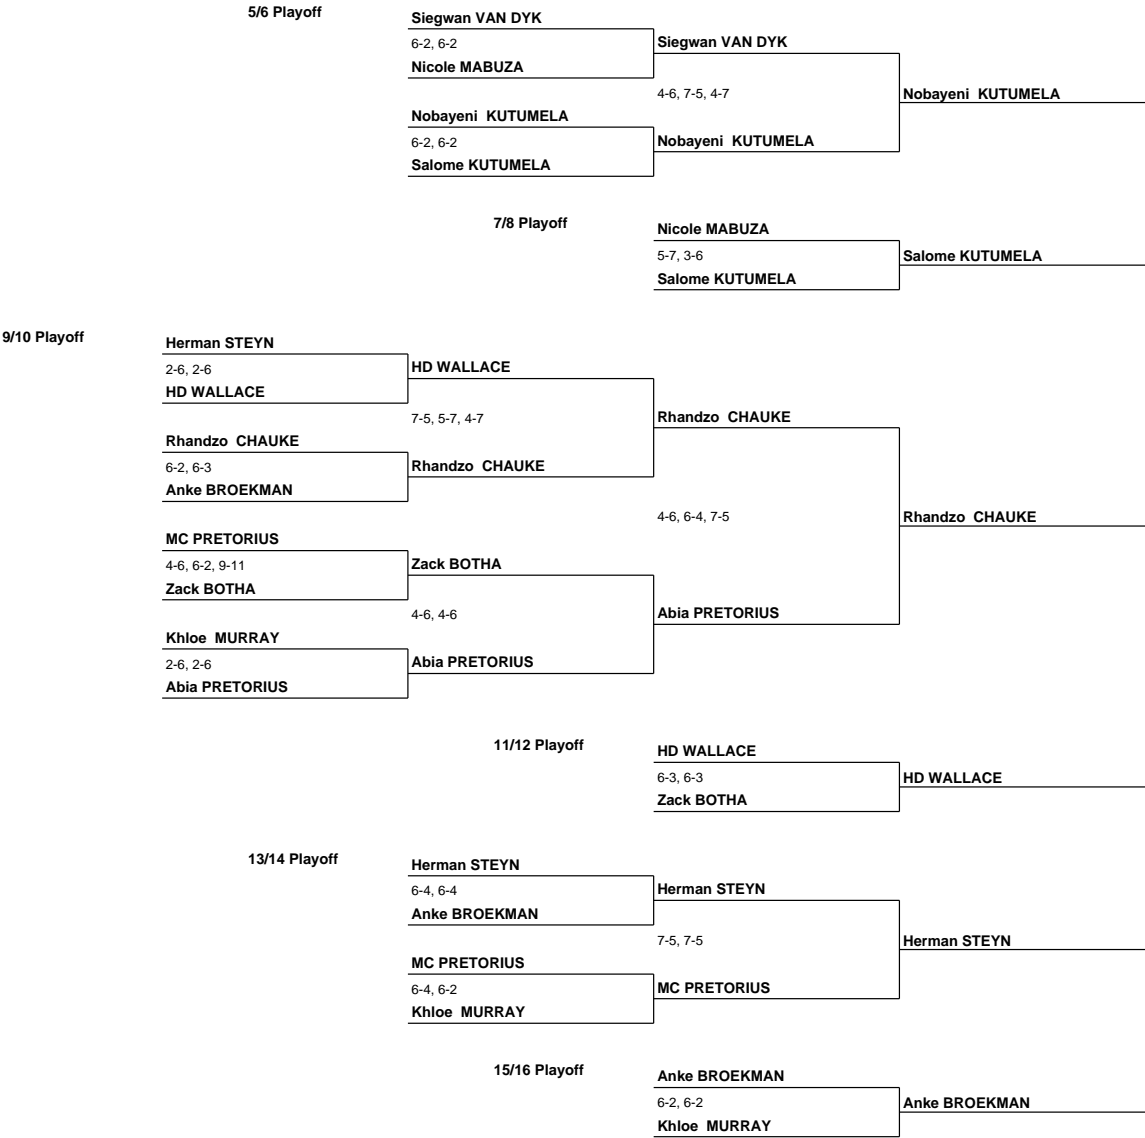 5/6 Playoff
Siegwan VAN DYK
6-2, 6-2
Siegwan VAN DYK
Nicole MABUZA
4-6, 7-5, 4-7
Nobayeni KUTUMELA
Nobayeni KUTUMELA
6-2, 6-2
Nobayeni KUTUMELA
Salome KUTUMELA
7/8 Playoff
Nicole MABUZA
5-7, 3-6
Salome KUTUMELA
Salome KUTUMELA
9/10 Playoff
Herman STEYN
2-6, 2-6
HD WALLACE
HD WALLACE
7-5, 5-7, 4-7
Rhandzo CHAUKE
Rhandzo CHAUKE
6-2, 6-3
Rhandzo CHAUKE
Anke BROEKMAN
4-6, 6-4, 7-5
Rhandzo CHAUKE
MC PRETORIUS
4-6, 6-2, 9-11
Zack BOTHA
Zack BOTHA
4-6, 4-6
Abia PRETORIUS
Khloe MURRAY
2-6, 2-6
Abia PRETORIUS
Abia PRETORIUS
11/12 Playoff
HD WALLACE
6-3, 6-3
HD WALLACE
Zack BOTHA
13/14 Playoff
Herman STEYN
6-4, 6-4
Herman STEYN
Anke BROEKMAN
7-5, 7-5
Herman STEYN
MC PRETORIUS
6-4, 6-2
MC PRETORIUS
Khloe MURRAY
15/16 Playoff
Anke BROEKMAN
6-2, 6-2
Anke BROEKMAN
Khloe MURRAY